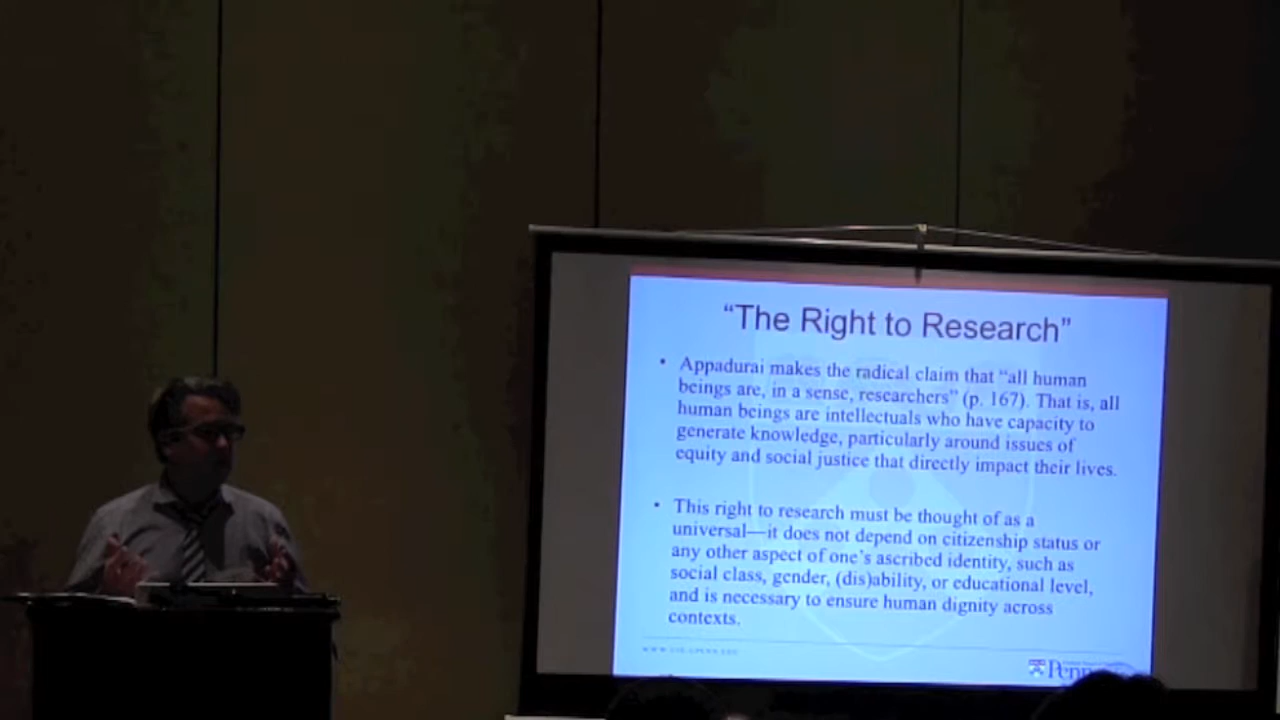 “The Right to Research”
• Appadurai makes the radical claim that “all human
beings are, in a sense, researchers” (p. 167). That is, all
human beings are intellectuals who have capacity to
generate knowledge, particularly around issues of
equity and social justice that directly impact their lives.
• This right to research must be thought of as a
universal—it does not depend on citizenship status or
any other aspect of one’s ascribed identity, such as
social class, gender, (dis)ability, or educational level,
and is necessary to ensure human dignity across
contexts.
Penn